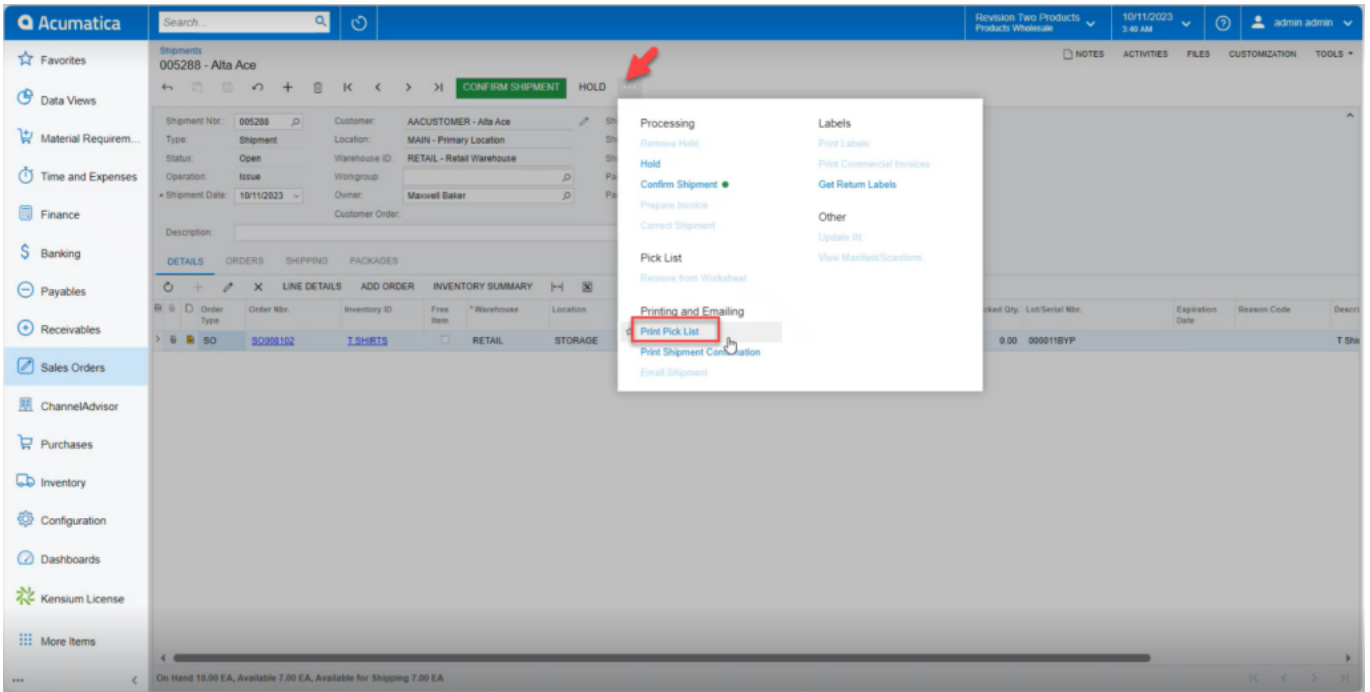 Acumatica
Search...
Revision Two Products
Products Wholesale
10/11/2023
3:40 AM
admin admin
Favorites
Data Views
Material Requirem...
Time and Expenses
Finance
Banking
Payables
Receivables
Sales Orders
ChannelAdvisor
Purchases
Inventory
Configuration
Dashboards
Kensium License
More Items
Shipments
005288 - Alta Ace
NOTES ACTIVITIES FILES CUSTOMIZATION TOOLS
CONFIRM SHIPMENT HOLD ...
Shipment Nbr.: 005288 Customer: AACUSTOMER - Alta Ace Sh
Type: Shipment Location: MAIN - Primary Location Sh
Status: Open Warehouse ID: RETAIL - Retail Warehouse Sh
Operation: Issue Workgroup: Pa
* Shipment Date: 10/11/2023 Owner: Maxwell Baker Pa
Customer Order:
Description:
DETAILS ORDERS SHIPPING PACKAGES
LINE DETAILS ADD ORDER INVENTORY SUMMARY
Order Type Order Nbr. Inventory ID Free Item *Warehouse Location cked Qty. Lot/Serial Nbr. Expiration Date Reason Code Descri
SO SO008102 T SHIRTS RETAIL STORAGE 0.00 000011BYP T Shi
Processing
Remove Hold
Hold
Confirm Shipment
Prepare Invoice
Correct Shipment
Pick List
Remove from Worksheet
Printing and Emailing
Print Pick List
Print Shipment Confirmation
Email Shipment
Labels
Print Labels
Print Commercial Invoices
Get Return Labels
Other
Update IN
View Manifest/Scanform
On Hand 10.00 EA, Available 7.00 EA, Available for Shipping 7.00 EA